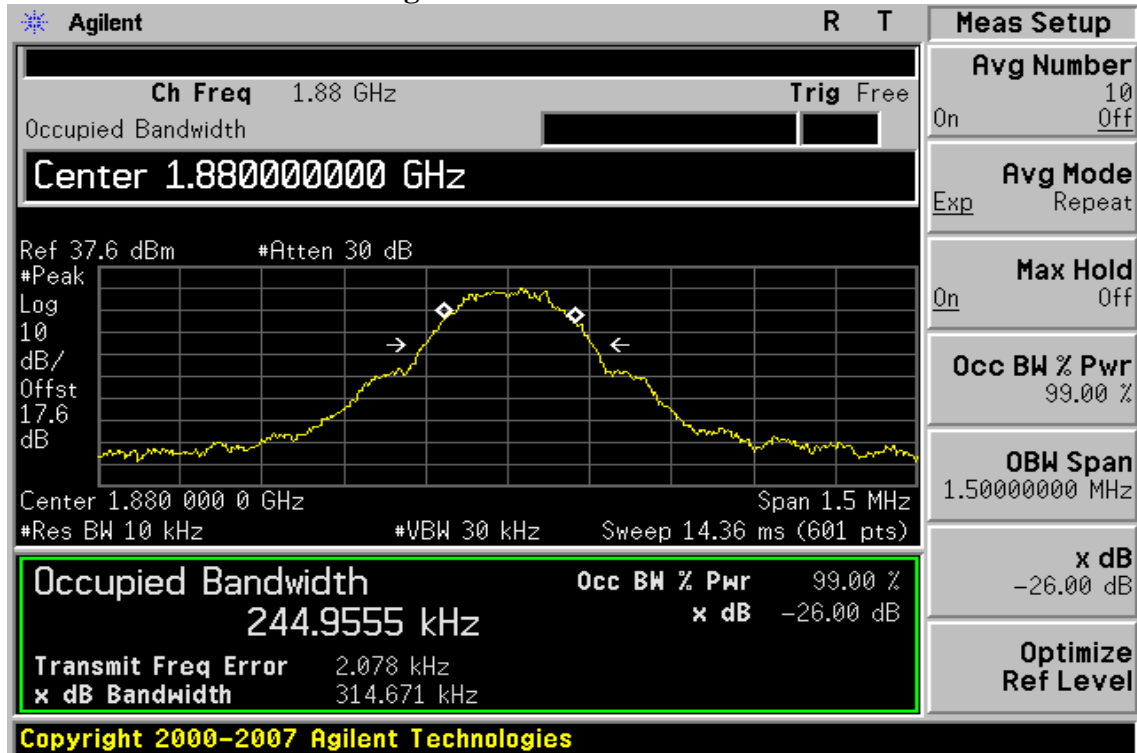 Agilent R T Meas Setup
Ch Freq 1.88 GHz Trig Free
Occupied Bandwidth
Center 1.880000000 GHz
Ref 37.6 dBm #Atten 30 dB
#Peak
Log
10
dB/
Offst
17.6
dB
Center 1.880 000 0 GHz Span 1.5 MHz
#Res BW 10 kHz #VBW 30 kHz Sweep 14.36 ms (601 pts)
Occupied Bandwidth Occ BW % Pwr 99.00 %
244.9555 kHz x dB -26.00 dB
Transmit Freq Error 2.078 kHz
x dB Bandwidth 314.671 kHz
Avg Number
10
On Off
Avg Mode
Exp Repeat
Max Hold
On Off
Occ BW % Pwr
99.00 %
OBW Span
1.50000000 MHz
x dB
-26.00 dB
Optimize
Ref Level
Copyright 2000-2007 Agilent Technologies